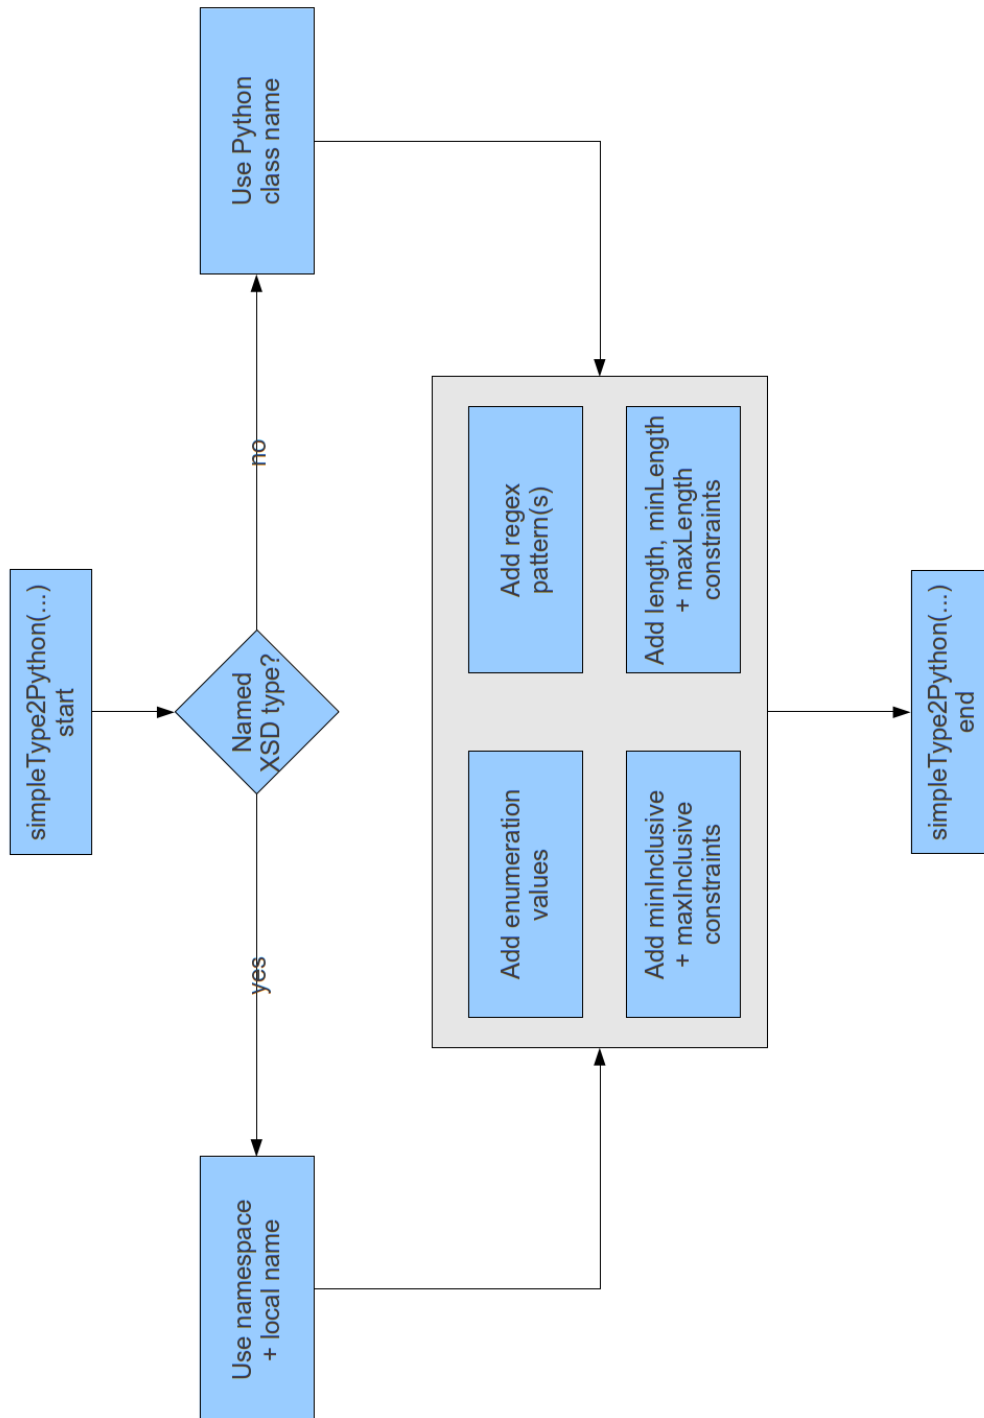 simpleType2Python(...)
start
Named
XSD type?
yes
no
Use namespace
+ local name
Use Python
class name
Add enumeration
values
Add regex
pattern(s)
Add minInclusive
+ maxInclusive
constraints
Add length, minLength
+ maxLength
constraints
simpleType2Python(...)
end